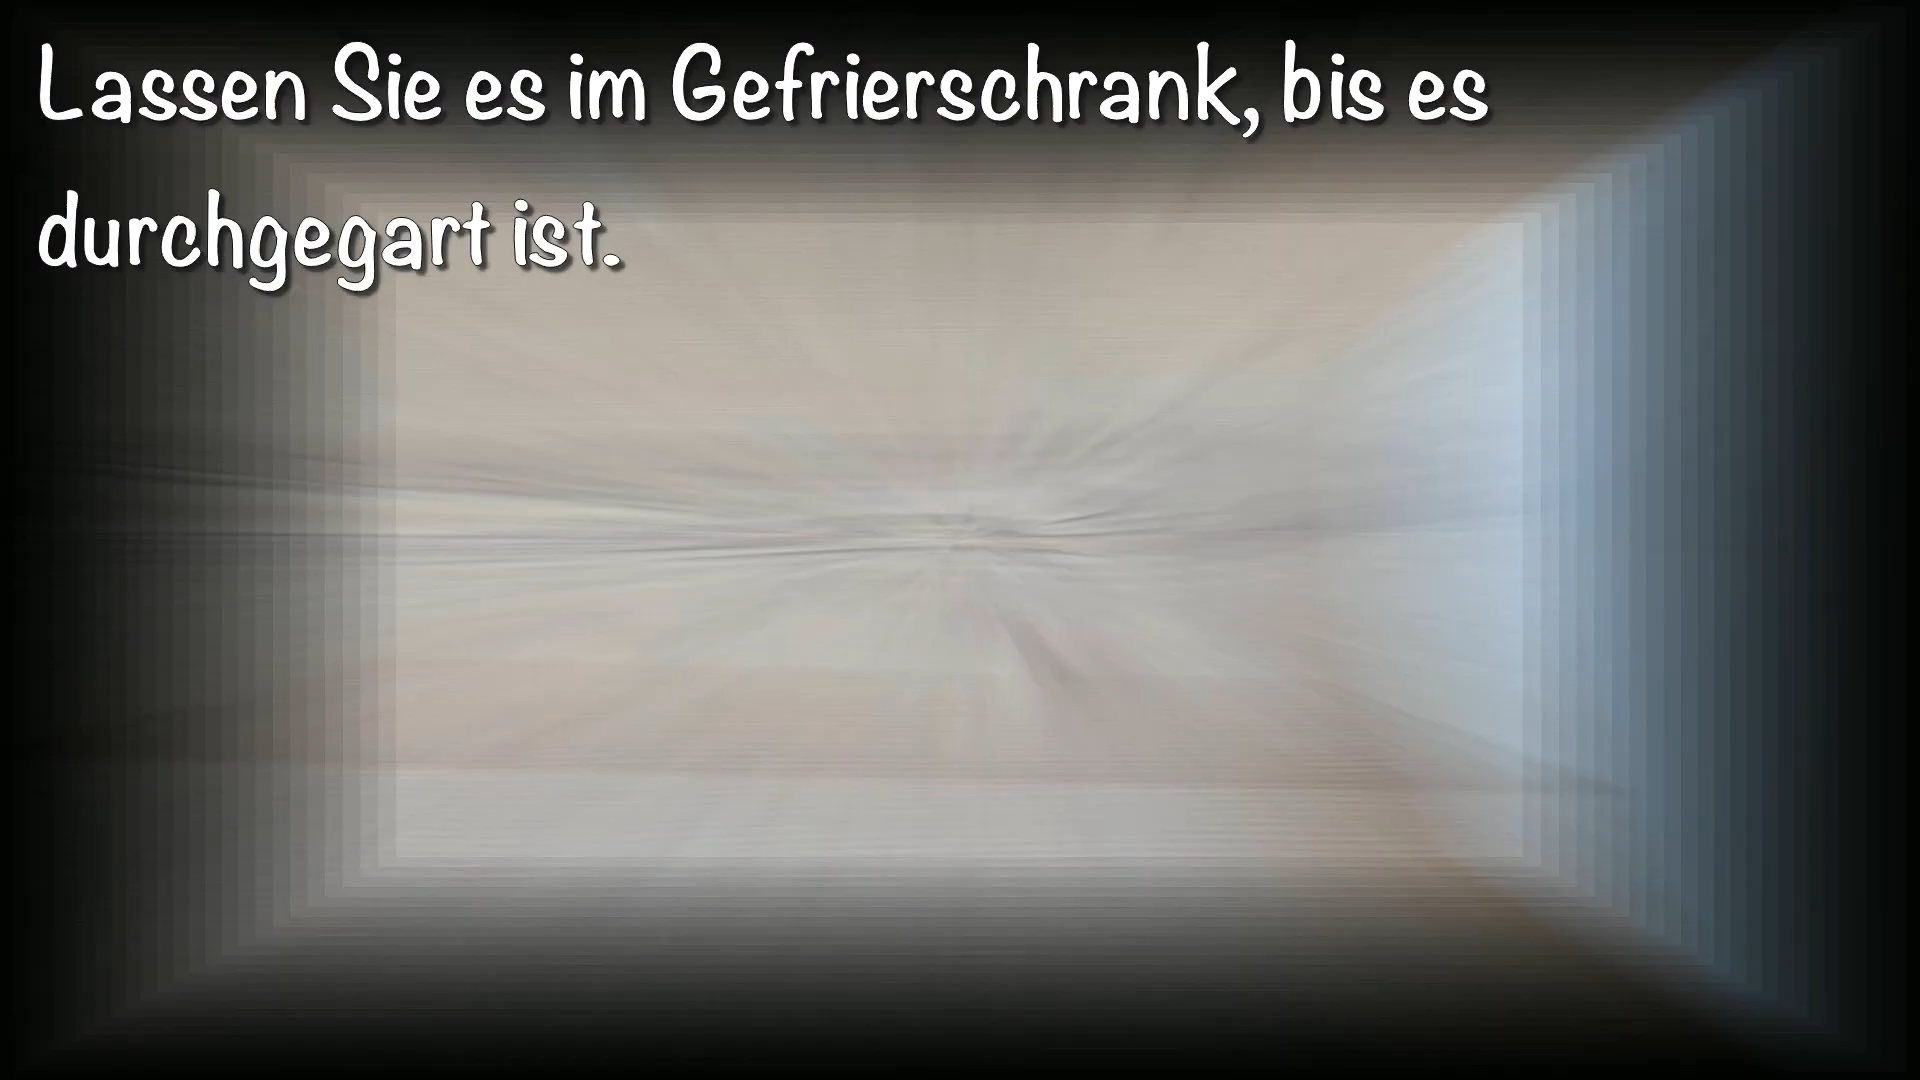 Lassen Sie es im Gefrierschrank, bis es
durchgegart ist.